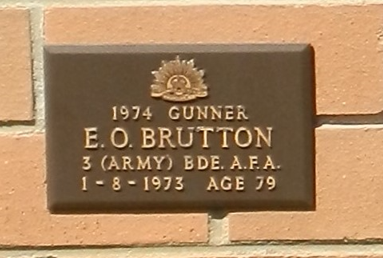 1974 GUNNER
E. O. BRUTTON
3 (ARMY) BDE. A.F.A.
1 - 8 - 1973 AGE 79